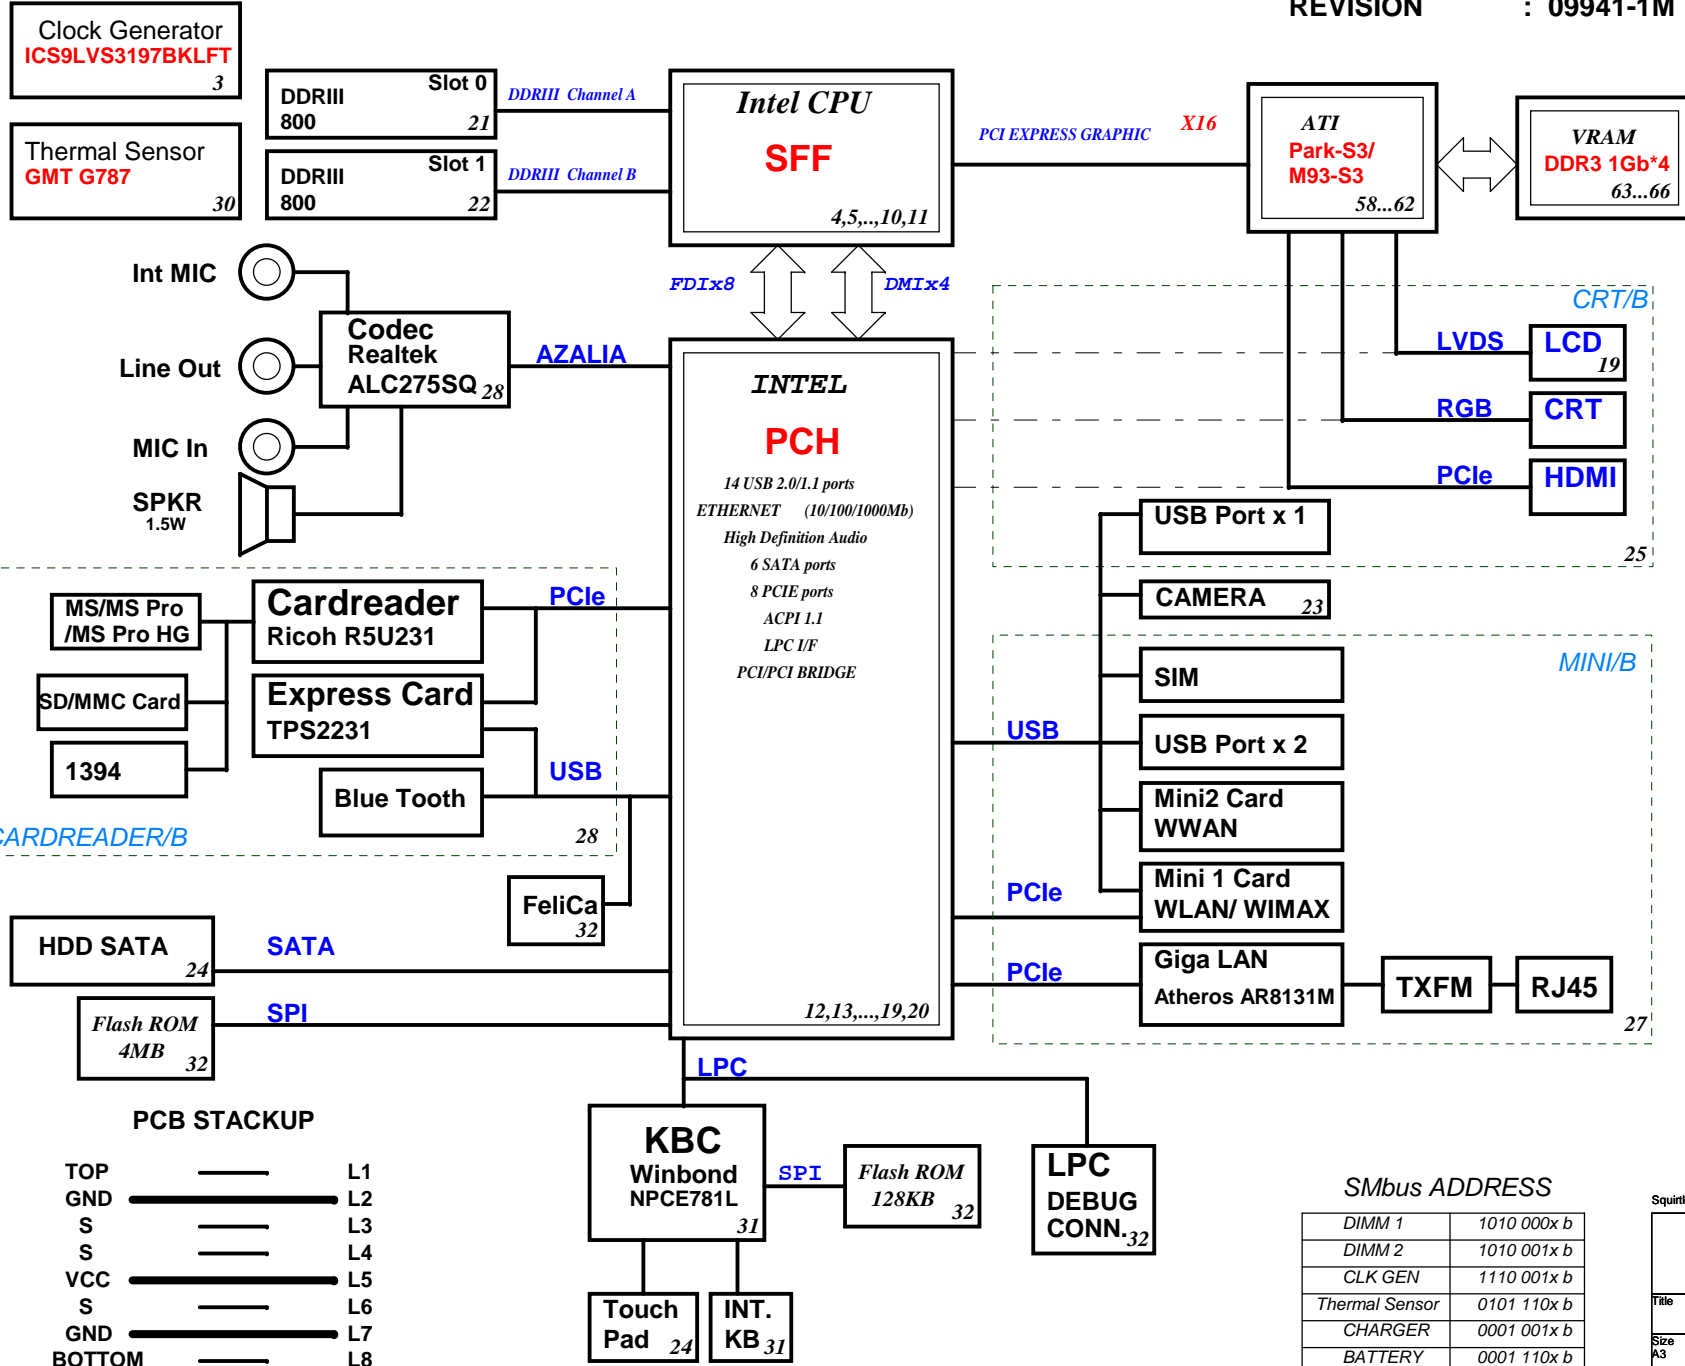 REVISION : 09941-1M
Clock Generator
ICS9LVS3197BKLFT
3
Thermal Sensor
GMT G787
30
DDRIII
800
Slot 0
21
DDRIII Channel A
DDRIII
800
Slot 1
22
DDRIII Channel B
Intel CPU
SFF
4,5,..,10,11
PCI EXPRESS GRAPHIC X16
ATI
Park-S3/
M93-S3
58...62
VRAM
DDR3 1Gb*4
63...66
FDIx8
DMIx4
Int MIC
Line Out
MIC In
SPKR
1.5W
Codec
Realtek
ALC275SQ
28
AZALIA
INTEL
PCH
14 USB 2.0/1.1 ports
ETHERNET (10/100/1000Mb)
High Definition Audio
6 SATA ports
8 PCIE ports
ACPI 1.1
LPC I/F
PCI/PCI BRIDGE
12,13,...,19,20
CRT/B
LVDS
LCD
19
RGB
CRT
PCIe
HDMI
USB Port x 1
25
CAMERA
23
MINI/B
SIM
USB
USB Port x 2
Mini2 Card
WWAN
PCIe
Mini 1 Card
WLAN/ WIMAX
PCIe
Giga LAN
Atheros AR8131M
TXFM
RJ45
27
MS/MS Pro
/MS Pro HG
SD/MMC Card
1394
Cardreader
Ricoh R5U231
PCIe
Express Card
TPS2231
USB
Blue Tooth
28
CARDREADER/B
FeliCa
32
HDD SATA
24
SATA
Flash ROM
4MB
32
SPI
LPC
KBC
Winbond
NPCE781L
31
SPI
Flash ROM
128KB
32
LPC
DEBUG
CONN.
32
Touch
Pad
24
INT.
KB
31
PCB STACKUP
TOP L1
GND L2
S L3
S L4
VCC L5
S L6
GND L7
BOTTOM L8
SMbus ADDRESS
DIMM 1 1010 000x b
DIMM 2 1010 001x b
CLK GEN 1110 001x b
Thermal Sensor 0101 110x b
CHARGER 0001 001x b
BATTERY 0001 110x b
Title
Size
A3